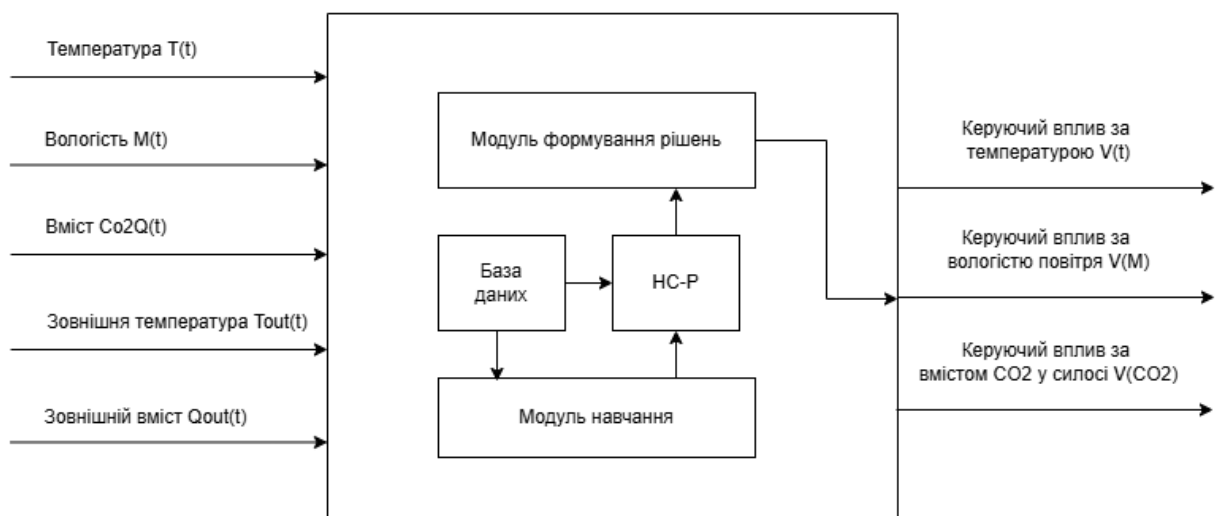 Температура T(t)
Вологість M(t)
Вміст Co2Q(t)
Зовнішня температура Tout(t)
Зовнішній вміст Qout(t)
Модуль формування рішень
База
даних
НС-Р
Модуль навчання
Керуючий вплив за
температурою V(t)
Керуючий вплив за
вологістю повітря V(M)
Керуючий вплив за
вмістом CO2 у силосі V(CO2)